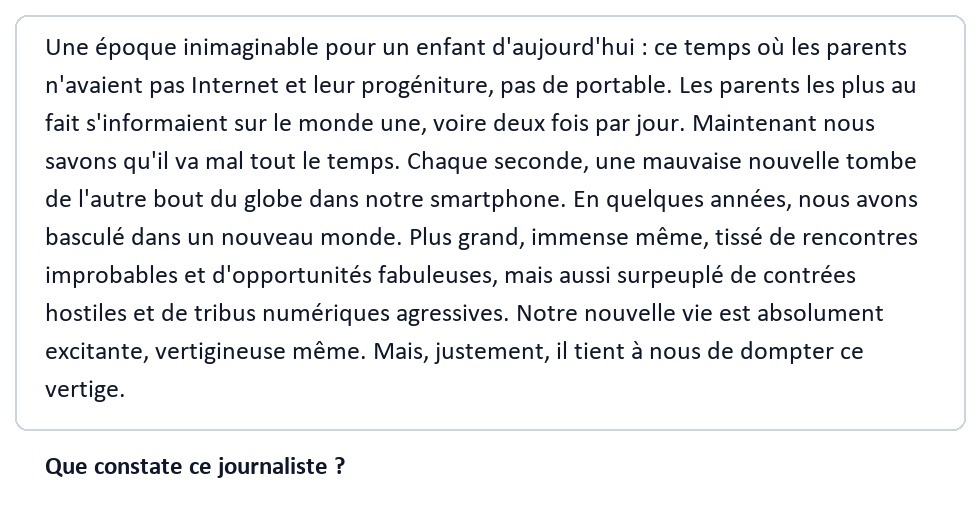 Une époque inimaginable pour un enfant d'aujourd'hui : ce temps où les parents
n'avaient pas Internet et leur progéniture, pas de portable. Les parents les plus au
fait s'informaient sur le monde une, voire deux fois par jour. Maintenant nous
savons qu'il va mal tout le temps. Chaque seconde, une mauvaise nouvelle tombe
de l'autre bout du globe dans notre smartphone. En quelques années, nous avons
basculé dans un nouveau monde. Plus grand, immense même, tissé de rencontres
improbables et d'opportunités fabuleuses, mais aussi surpeuplé de contrées
hostiles et de tribus numériques agressives. Notre nouvelle vie est absolument
excitante, vertigineuse même. Mais, justement, il tient à nous de dompter ce
vertige.
Que constate ce journaliste ?